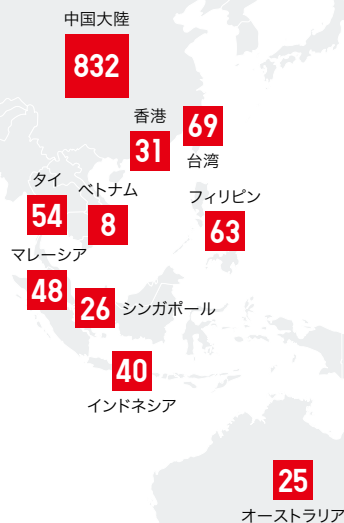 中国大陸
832
香港
31
69
台湾
タイ
54
ベトナム
8
フィリピン
63
マレーシア
48
26
シンガポール
40
インドネシア
25
オーストラリア